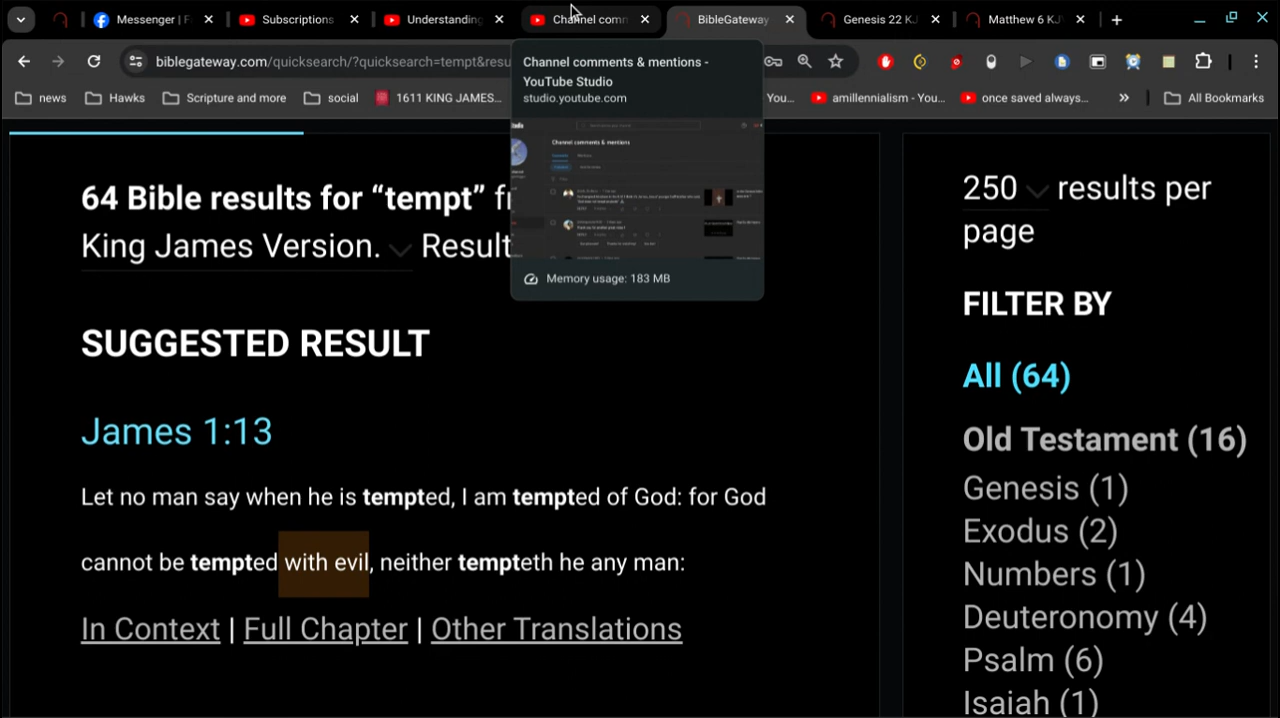 Messenger | F
Subscriptions
Understanding
Channel com
BibleGateway
Genesis 22 KJ
Matthew 6 KJ
biblegateway.com/quicksearch/?quicksearch=tempt&resu
news
Hawks
Scripture and more
social
1611 KING JAMES...
You...
amillennialism - You...
once saved always...
All Bookmarks
Channel comments & mentions -
YouTube Studio
studio.youtube.com
Channel comments & mentions
Memory usage: 183 MB
64 Bible results for “tempt” fr
King James Version. Result
SUGGESTED RESULT
James 1:13
Let no man say when he is tempted, I am tempted of God: for God
cannot be tempted with evil, neither tempteth he any man:
In Context | Full Chapter | Other Translations
250 results per
page
FILTER BY
All (64)
Old Testament (16)
Genesis (1)
Exodus (2)
Numbers (1)
Deuteronomy (4)
Psalm (6)
Isaiah (1)